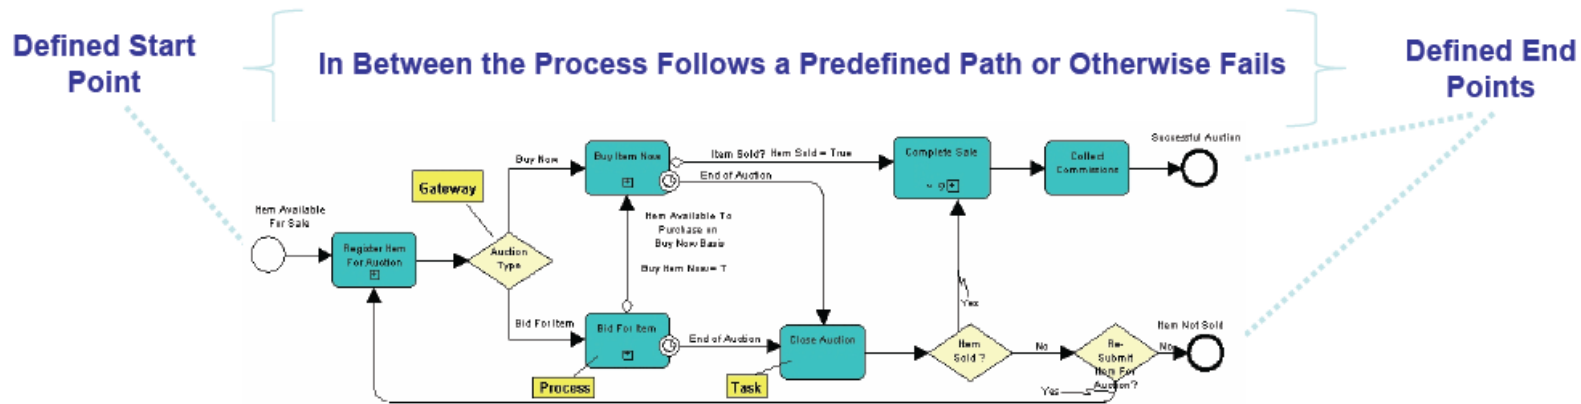 Defined Start
Point
In Between the Process Follows a Predefined Path or Otherwise Fails
Defined End
Points
Successful Auction
Buy Now
Buy Item Now
Item Sold? Item Sold = True
End of Auction
Complete Sale
Collect
Commissions
Gateway
Item Available
For Sale
Register Item
For Auction
Auction
Type
Item Available To
Purchase on
Buy Now Basis
Buy Item Now = T
Bid For Item
Bid For Item
End of Auction
Close Auction
Yes
Item
Sold ?
No
Re-
Submit
Item For
Auction?
No
Item Not Sold
Yes
Process
Task